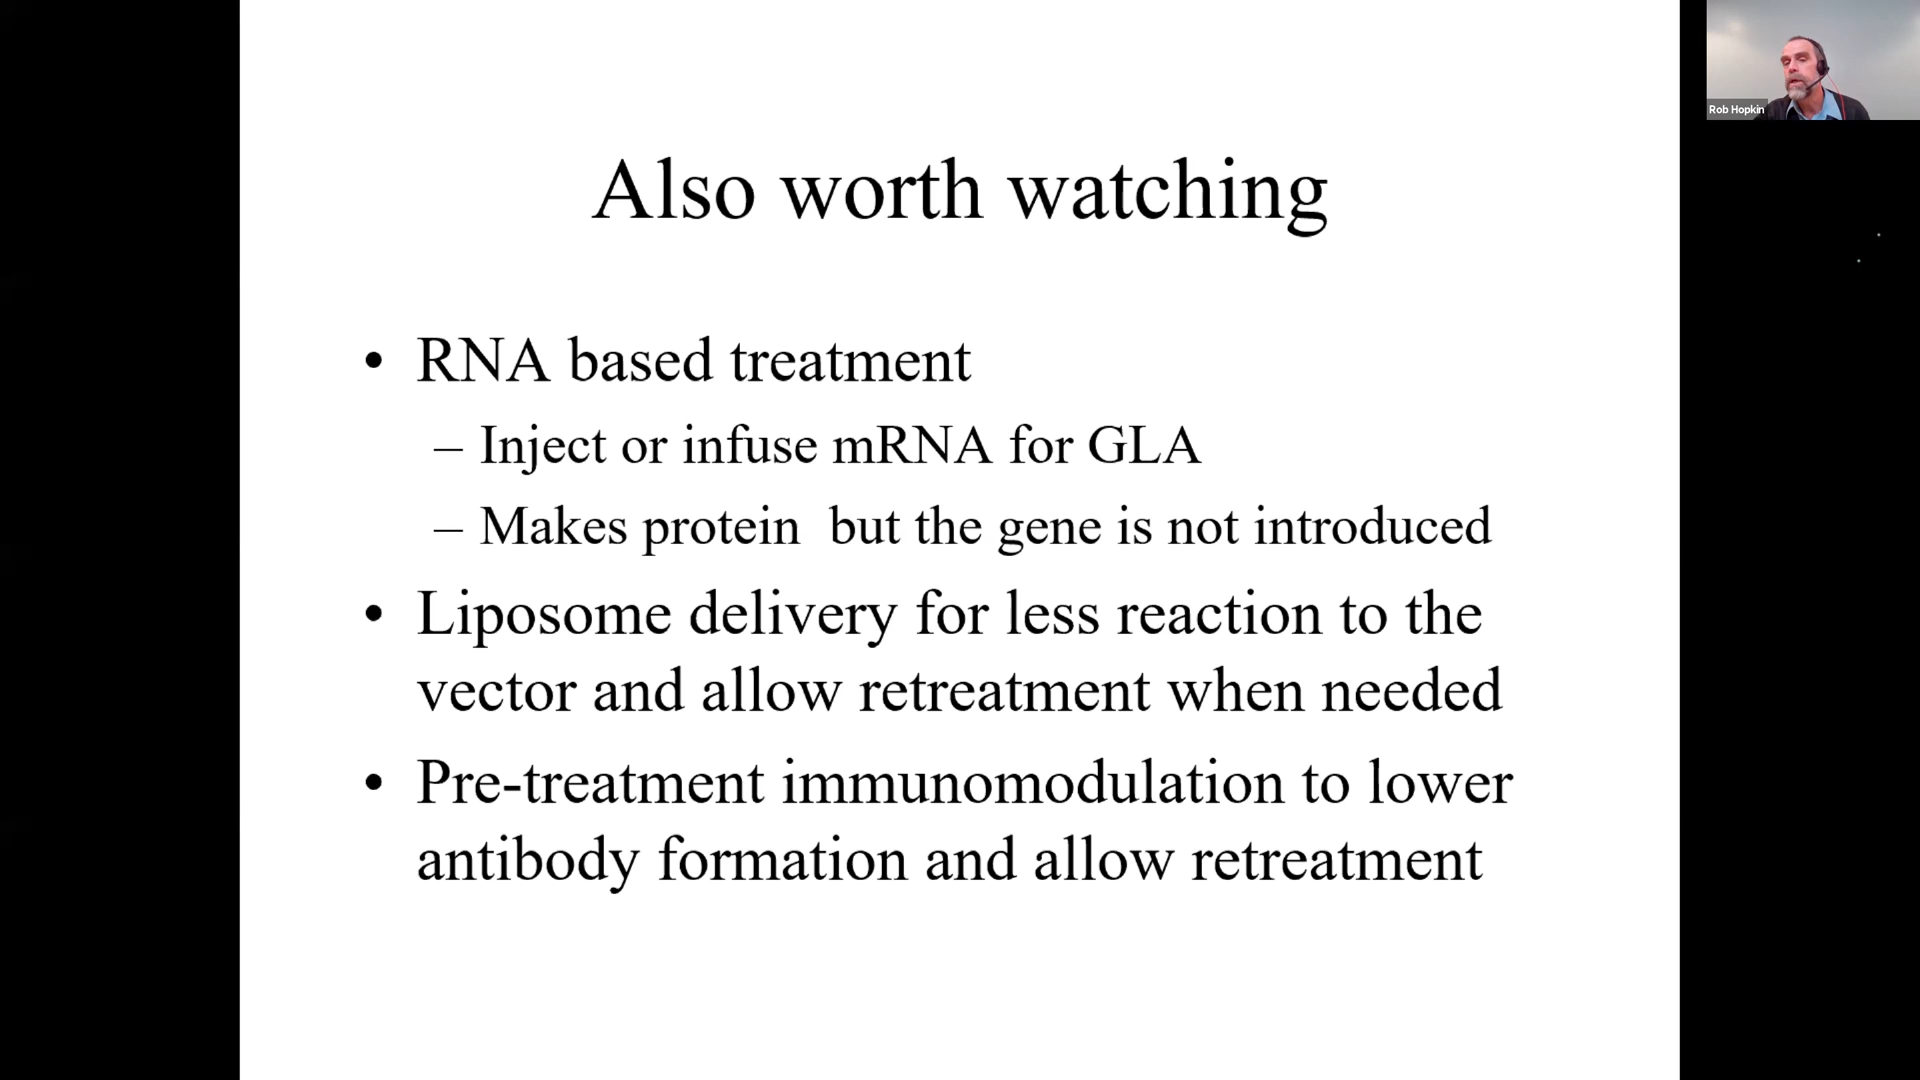 Also worth watching
• RNA based treatment
– Inject or infuse mRNA for GLA
– Makes protein  but the gene is not introduced
• Liposome delivery for less reaction to the
vector and allow retreatment when needed
• Pre-treatment immunomodulation to lower
antibody formation and allow retreatment
Rob Hopkin